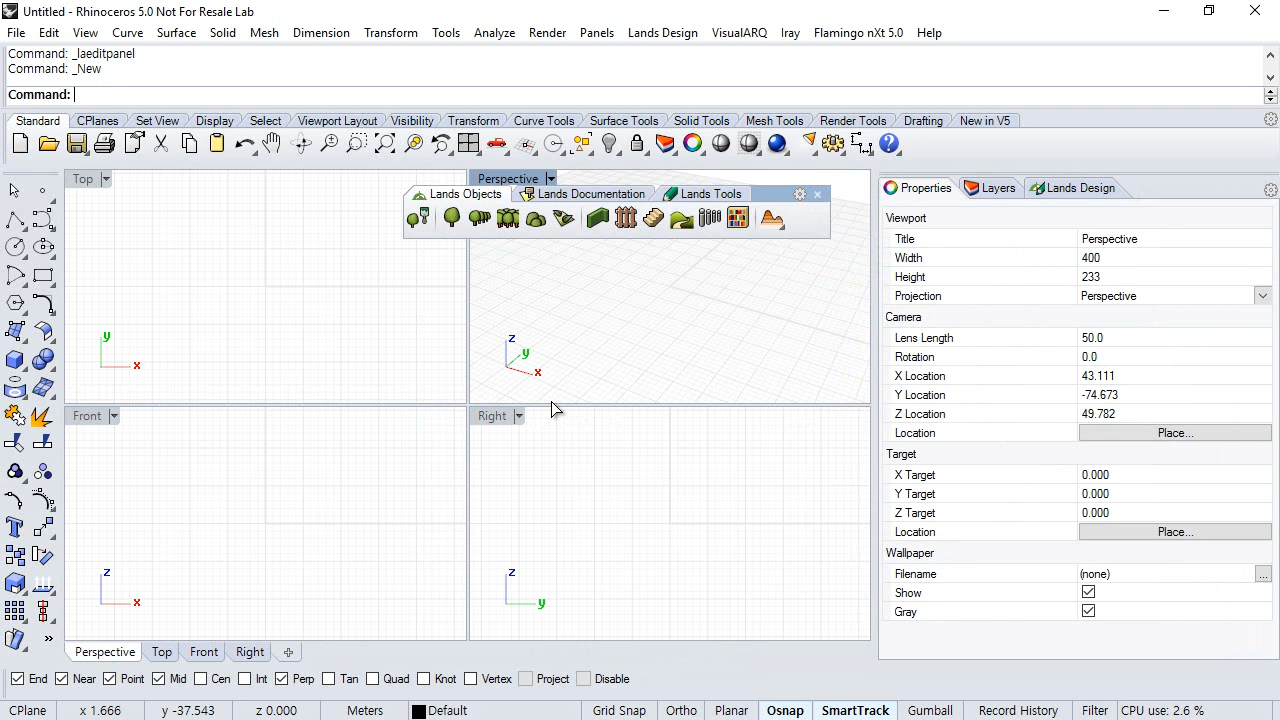 Untitled - Rhinoceros 5.0 Not For Resale Lab
File Edit View Curve Surface Solid Mesh Dimension Transform Tools Analyze Render Panels Lands Design VisualARQ Iray Flamingo nXt 5.0 Help
Command: _laeditpanel
Command: _New
Command:
Standard CPlanes Set View Display Select Viewport Layout Visibility Transform Curve Tools Surface Tools Solid Tools Mesh Tools Render Tools Drafting New in V5
Top
Perspective
Lands Objects Lands Documentation Lands Tools
Properties Layers Lands Design
Viewport
Title Perspective
Width 400
Height 233
Projection Perspective
Camera
Lens Length 50.0
Rotation 0.0
X Location 43.111
Y Location -74.673
Z Location 49.782
Location Place...
Target
X Target 0.000
Y Target 0.000
Z Target 0.000
Location Place...
Wallpaper
Filename (none) ...
Show
Gray
y
x
z
y
x
Front
Right
z
x
z
y
Perspective Top Front Right
End Near Point Mid Cen Int Perp Tan Quad Knot Vertex Project Disable
CPlane x 1.666 y -37.543 z 0.000 Meters Default Grid Snap Ortho Planar Osnap SmartTrack Gumball Record History Filter CPU use: 2.6 %